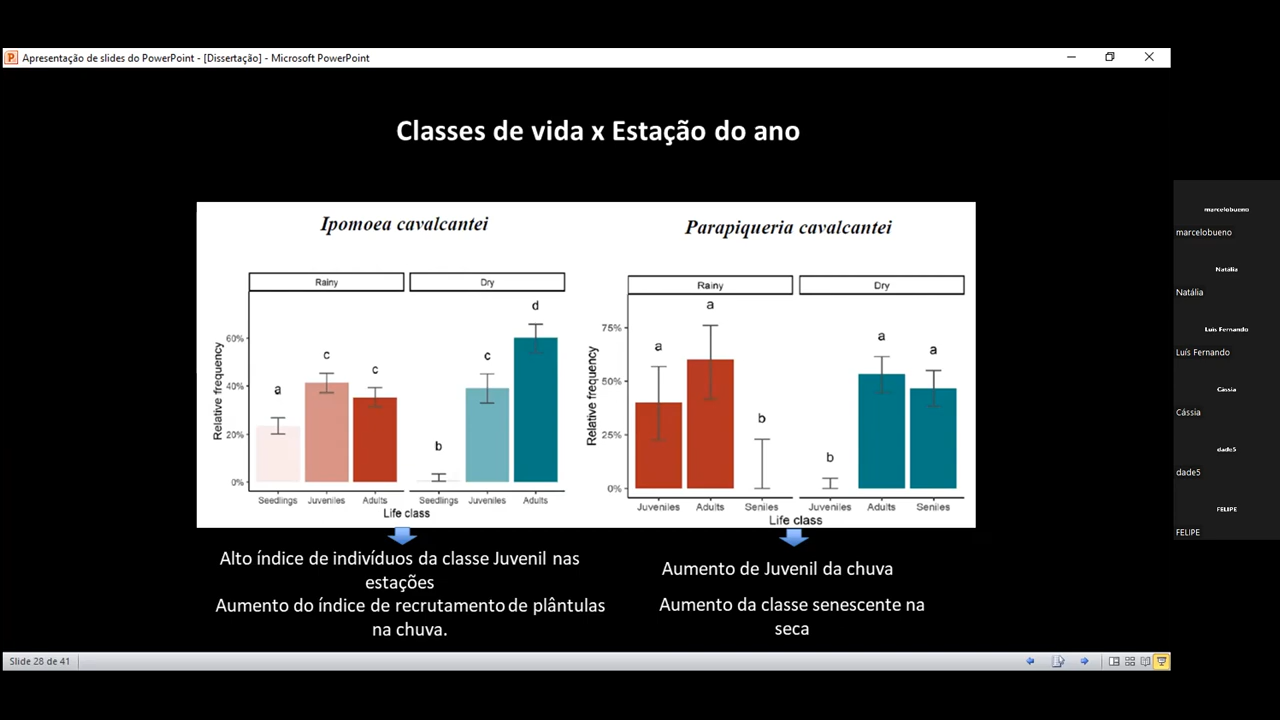 Apresentação de slides do PowerPoint - [Dissertação] - Microsoft PowerPoint
Classes de vida x Estação do ano
Ipomoea cavalcantei
Rainy
Dry
Relative frequency
60%
40%
20%
0%
a
c
c
b
c
d
Seedlings
Juveniles
Adults
Seedlings
Juveniles
Adults
Life class
Parapiqueria cavalcantei
Rainy
Dry
Relative frequency
75%
50%
25%
0%
a
a
b
b
a
a
Juveniles
Adults
Seniles
Juveniles
Adults
Seniles
Life class
Alto índice de indivíduos da classe Juvenil nas
estações
Aumento do índice de recrutamento de plântulas
na chuva.
Aumento de Juvenil da chuva
Aumento da classe senescente na
seca
Slide 28 de 41
marcelobueno
marcelobueno
Natália
Natália
Luís Fernando
Luís Fernando
Cássia
Cássia
dade5
dade5
FELIPE
FELIPE